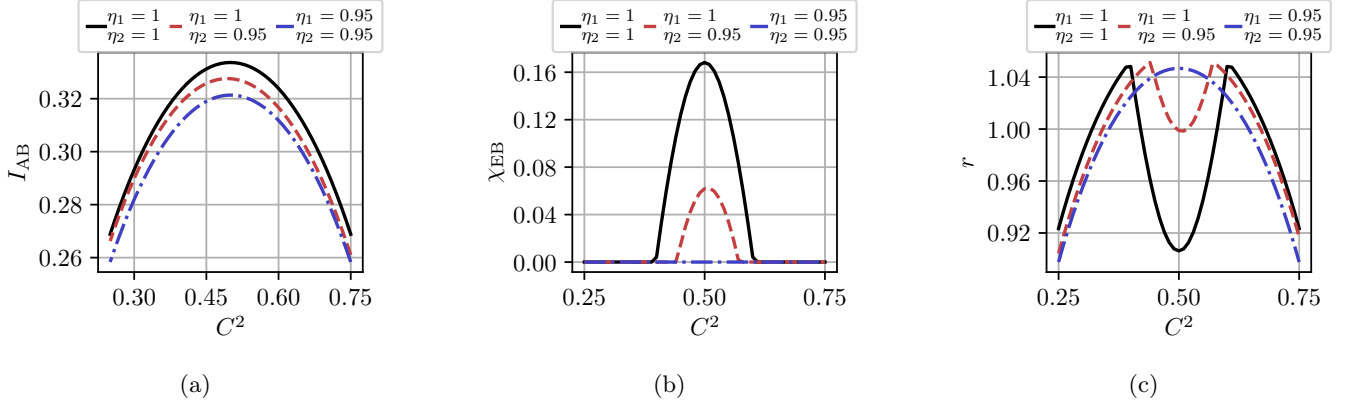 η₁ = 1 η₁ = 1 η₁ = 0.95
η₂ = 1 η₂ = 0.95 η₂ = 0.95
0.32
0.30
0.28
0.26
I_AB
0.30 0.45 0.60 0.75
C²
(a)
η₁ = 1 η₁ = 1 η₁ = 0.95
η₂ = 1 η₂ = 0.95 η₂ = 0.95
0.16
0.12
0.08
0.04
0.00
χ_EB
0.25 0.50 0.75
C²
(b)
η₁ = 1 η₁ = 1 η₁ = 0.95
η₂ = 1 η₂ = 0.95 η₂ = 0.95
1.04
1.00
0.96
0.92
r
0.25 0.50 0.75
C²
(c)